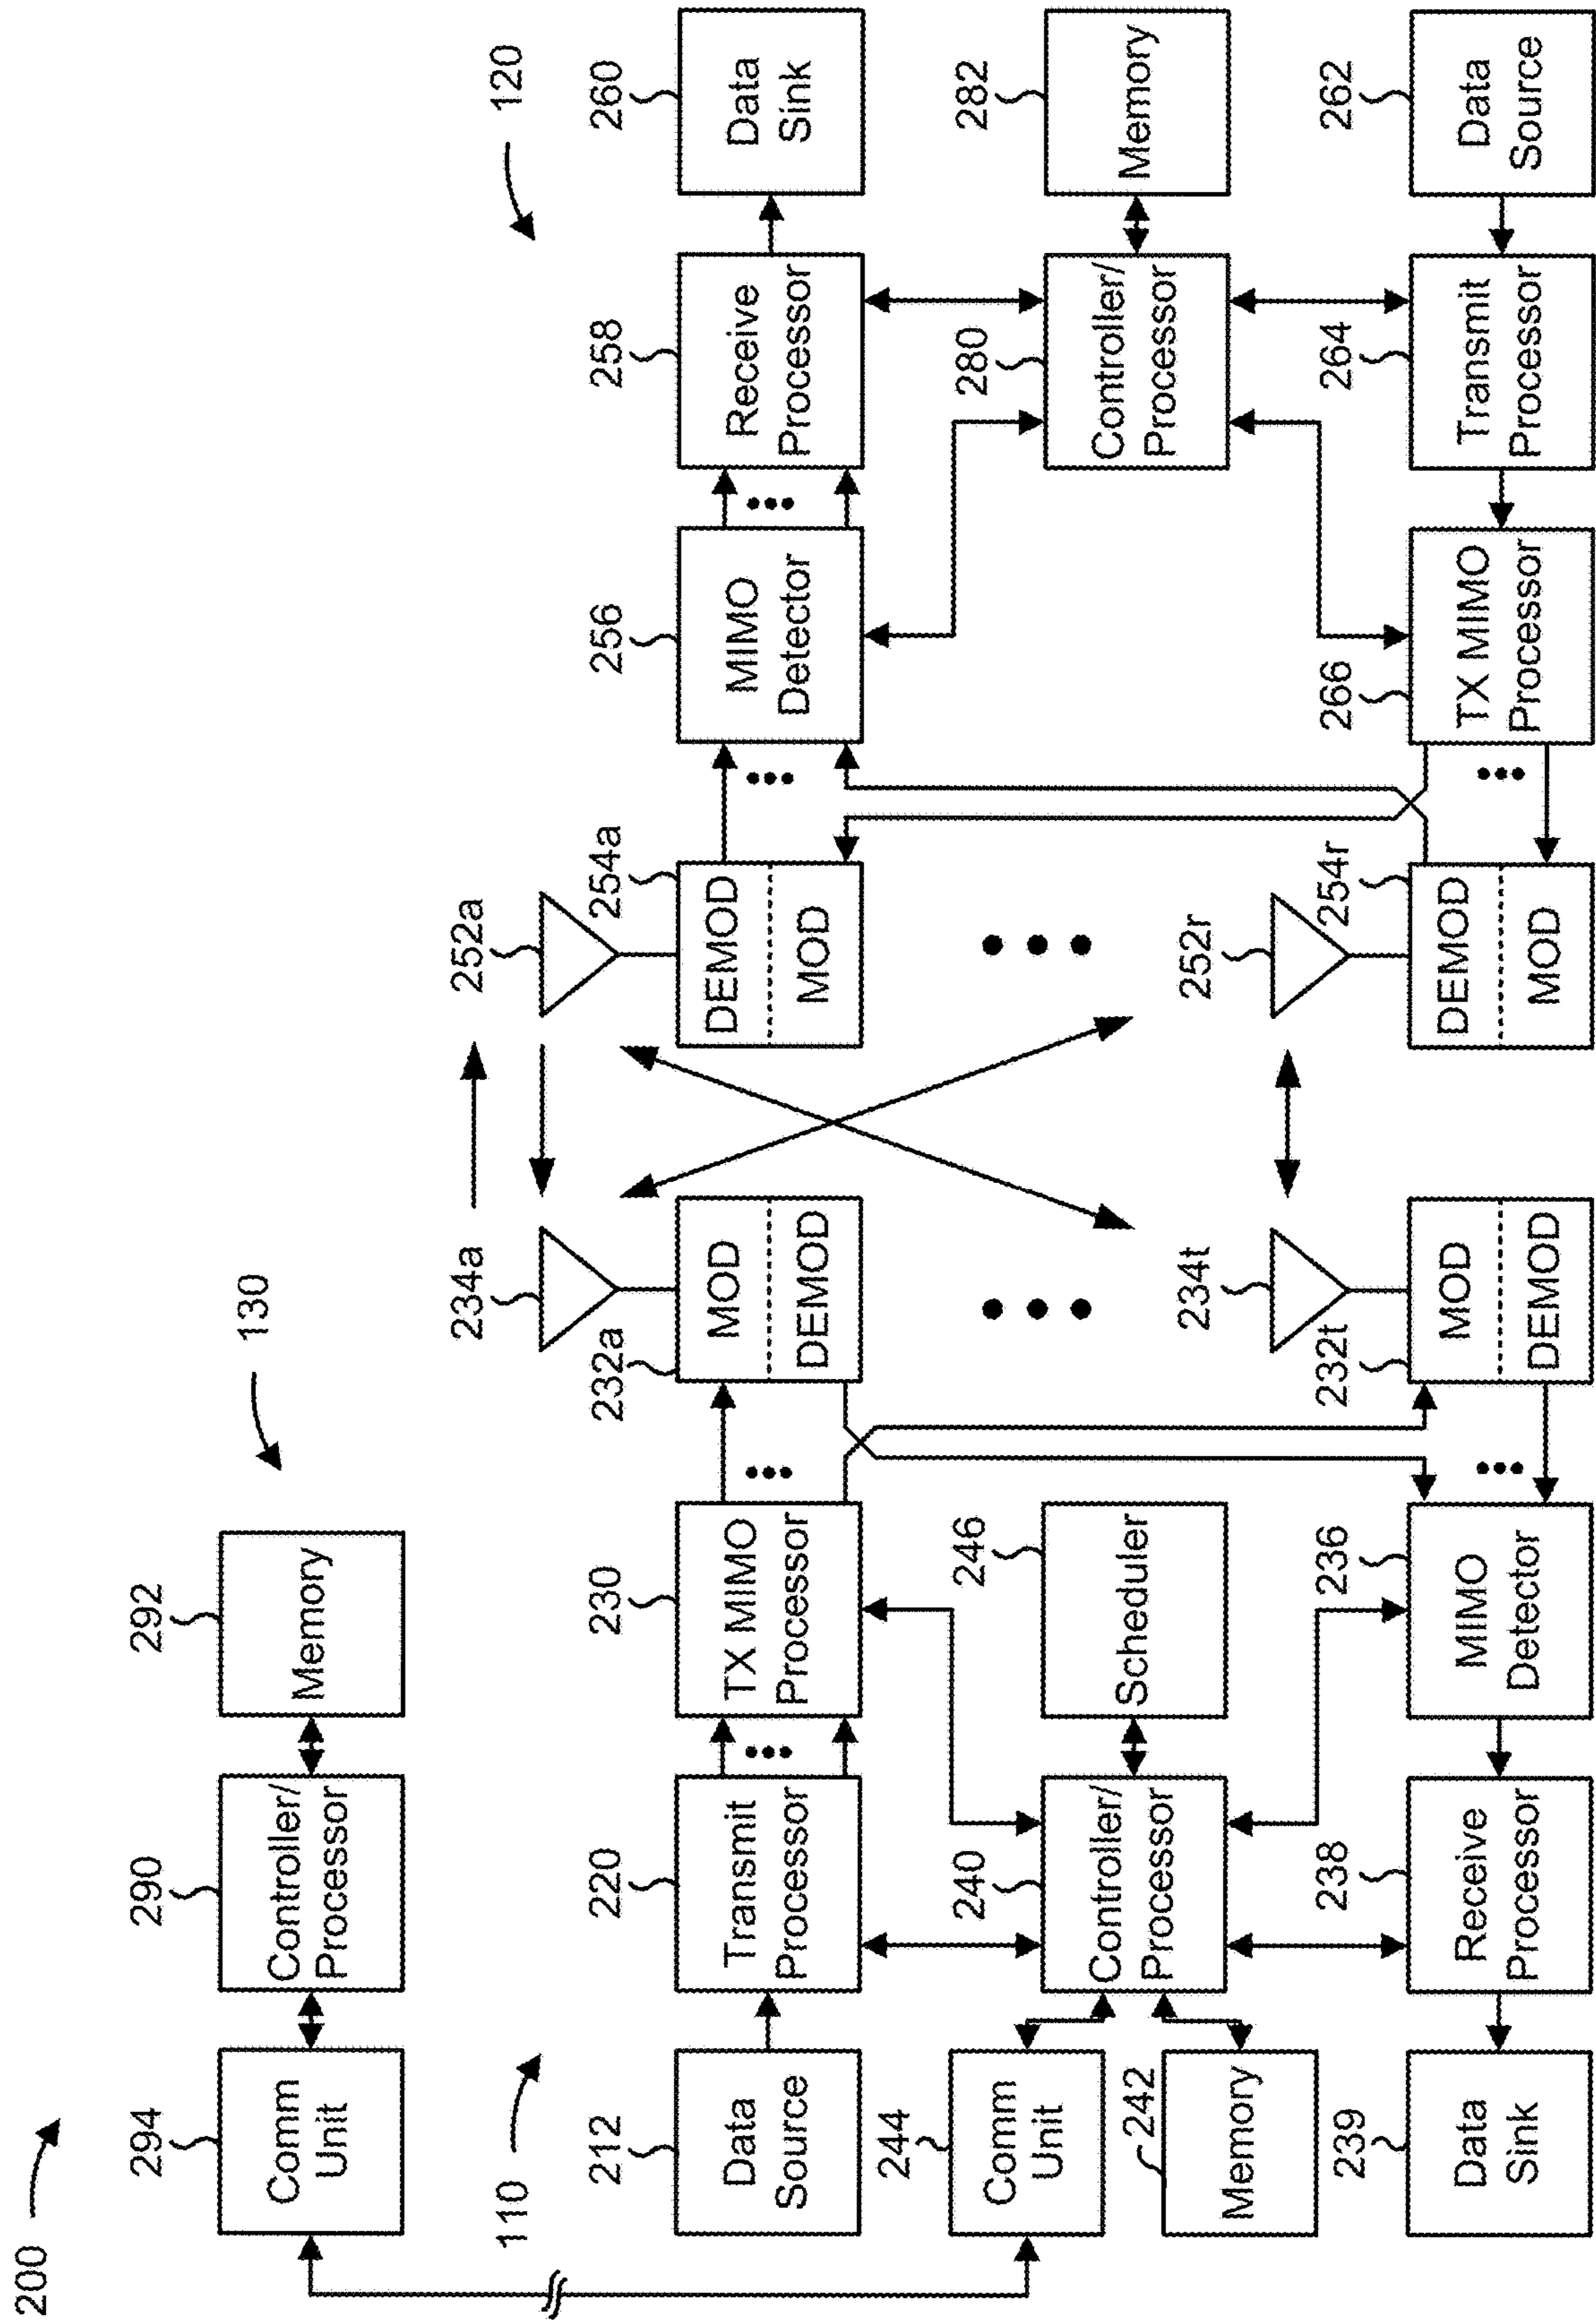 200
130
294
Comm
Unit
290
Controller/
Processor
292
Memory
110
120
212
Data
Source
220
Transmit
Processor
230
TX MIMO
Processor
232a
MOD
DEMOD
234a
252a
254a
DEMOD
MOD
256
MIMO
Detector
258
Receive
Processor
260
Data
Sink
244
Comm
Unit
242
Memory
240
Controller/
Processor
246
Scheduler
280
Controller/
Processor
282
Memory
239
Data
Sink
238
Receive
Processor
236
MIMO
Detector
232t
MOD
DEMOD
234t
252r
254r
DEMOD
MOD
266
TX MIMO
Processor
264
Transmit
Processor
262
Data
Source